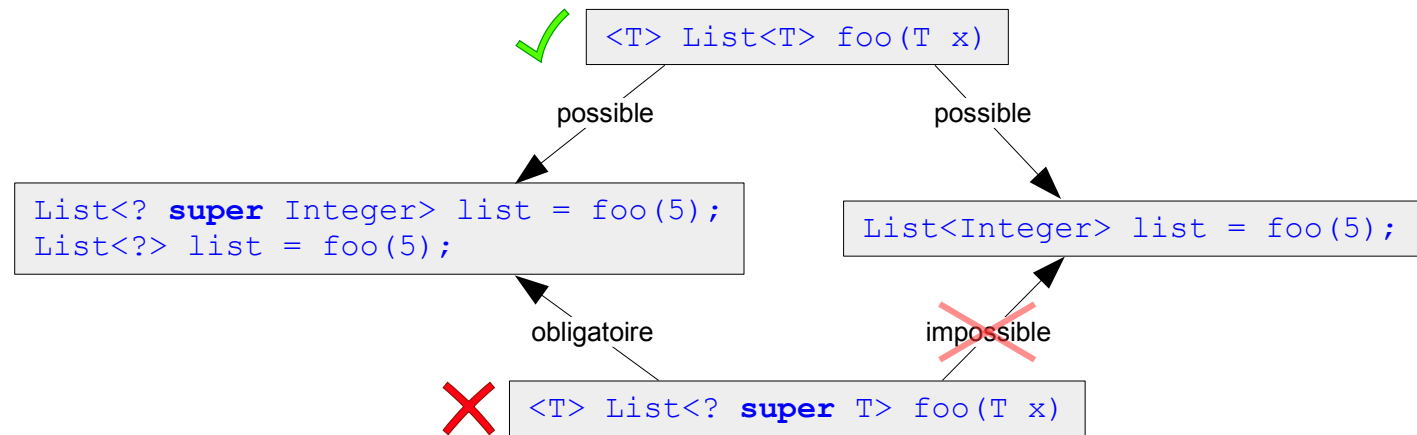 <T> List<T> foo(T x)
possible
possible
List<? super Integer> list = foo(5);
List<?> list = foo(5);
List<Integer> list = foo(5);
obligatoire
impossible
<T> List<? super T> foo(T x)